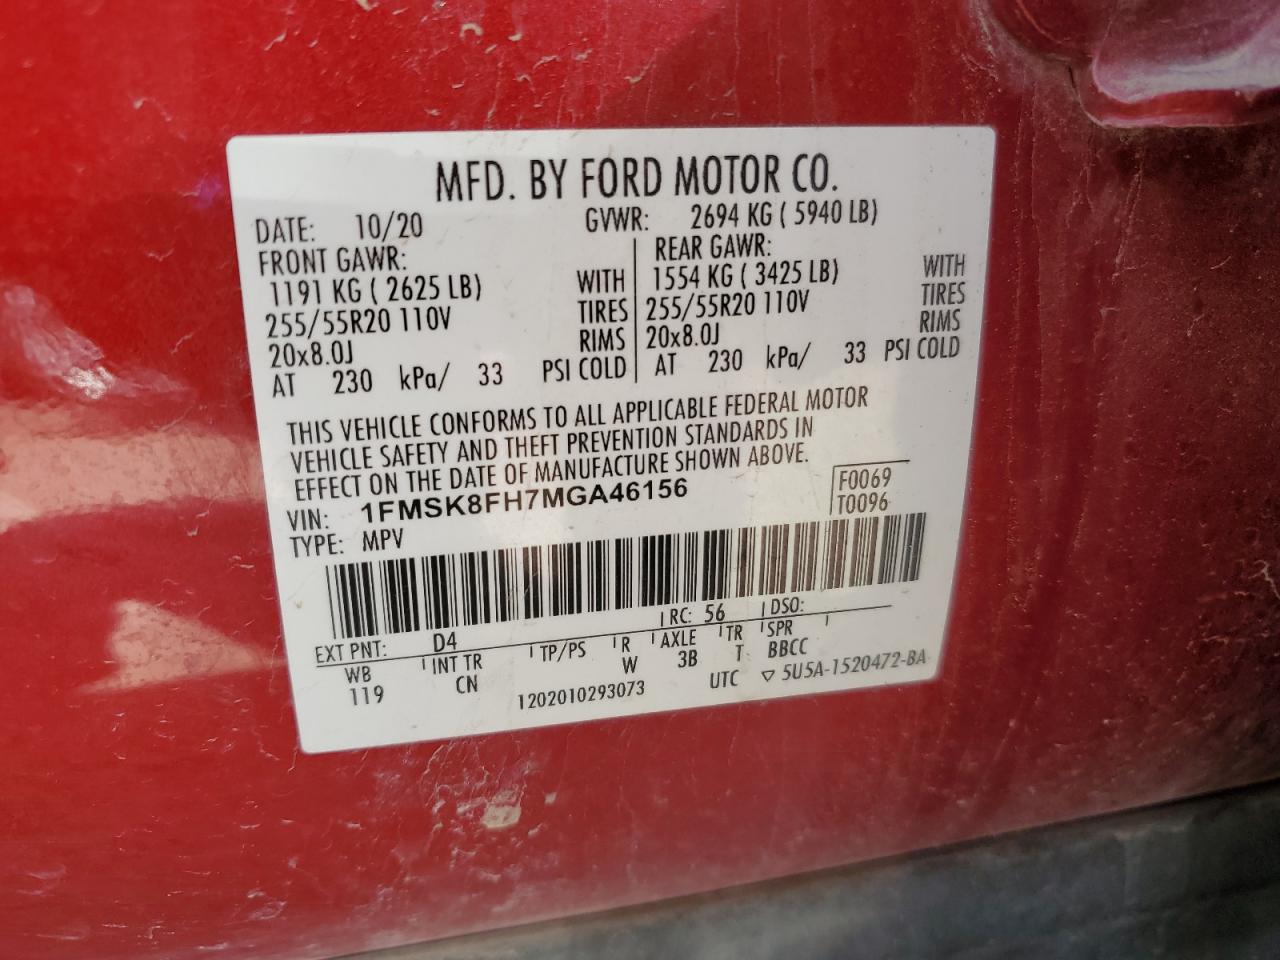 MFD. BY FORD MOTOR CO.
DATE: 10/20 GVWR: 2694 KG ( 5940 LB)
FRONT GAWR: REAR GAWR:
1191 KG ( 2625 LB) WITH 1554 KG ( 3425 LB) WITH
255/55R20 110V TIRES 255/55R20 110V TIRES
20x8.0J RIMS 20x8.0J RIMS
AT 230 kPa/ 33 PSI COLD AT 230 kPa/ 33 PSI COLD
THIS VEHICLE CONFORMS TO ALL APPLICABLE FEDERAL MOTOR
VEHICLE SAFETY AND THEFT PREVENTION STANDARDS IN
EFFECT ON THE DATE OF MANUFACTURE SHOWN ABOVE.
VIN: 1FMSK8FH7MGA46156 F0069
TYPE: MPV T0096
EXT PNT: D4 RC: 56 DSO:
WB INT TR TP/PS R AXLE TR SPR
119 CN W 3B T BBCC
1202010293073 UTC ▽ 5U5A-1520472-BA